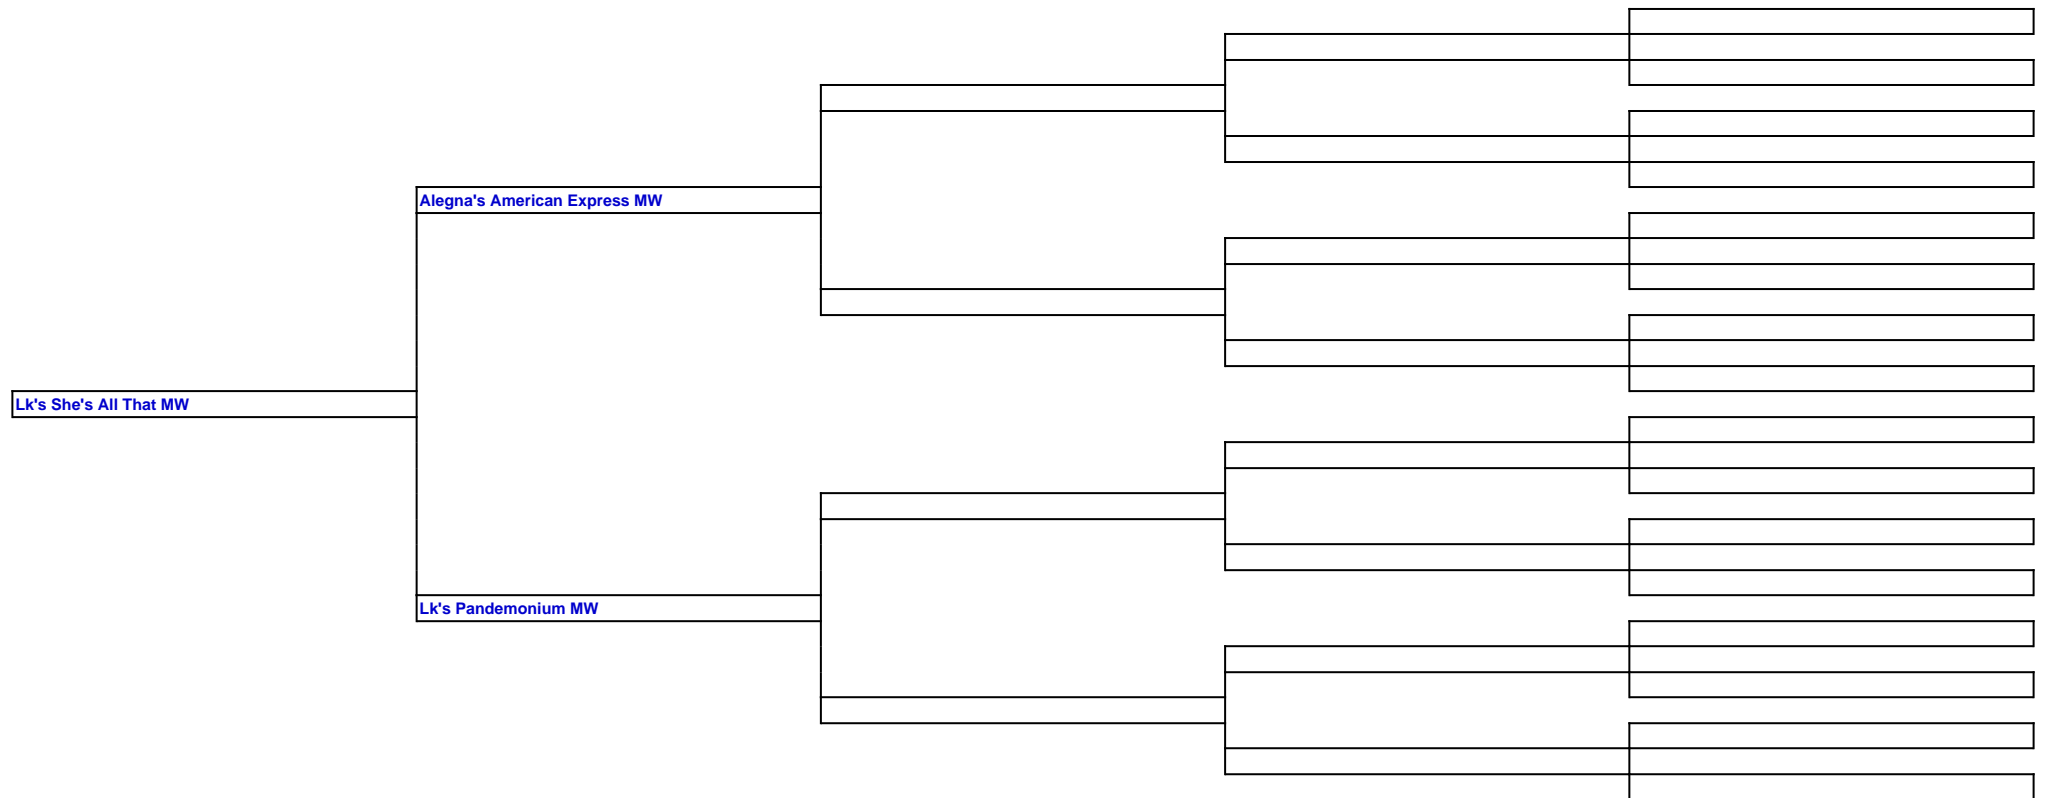 Alegna's American Express MW
Lk's She's All That MW
Lk's Pandemonium MW